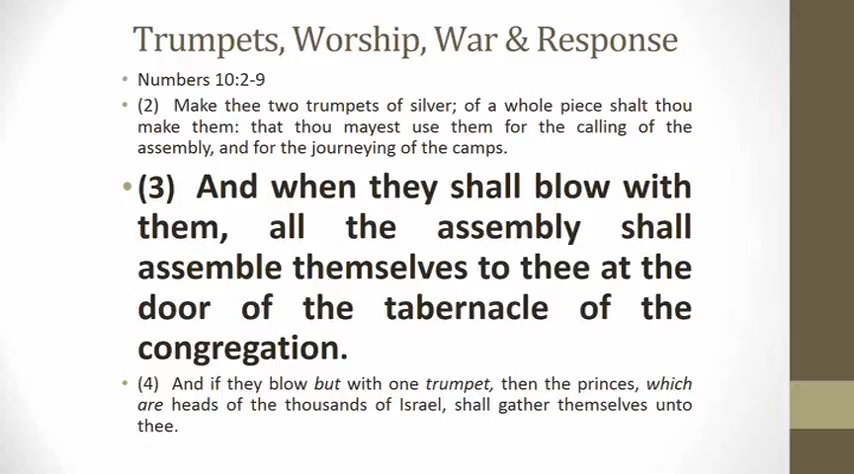 Trumpets, Worship, War & Response
• Numbers 10:2-9
• (2) Make thee two trumpets of silver; of a whole piece shalt thou
make them: that thou mayest use them for the calling of the
assembly, and for the journeying of the camps.
• (3) And when they shall blow with
them, all the assembly shall
assemble themselves to thee at the
door of the tabernacle of the
congregation.
• (4) And if they blow but with one trumpet, then the princes, which
are heads of the thousands of Israel, shall gather themselves unto
thee.